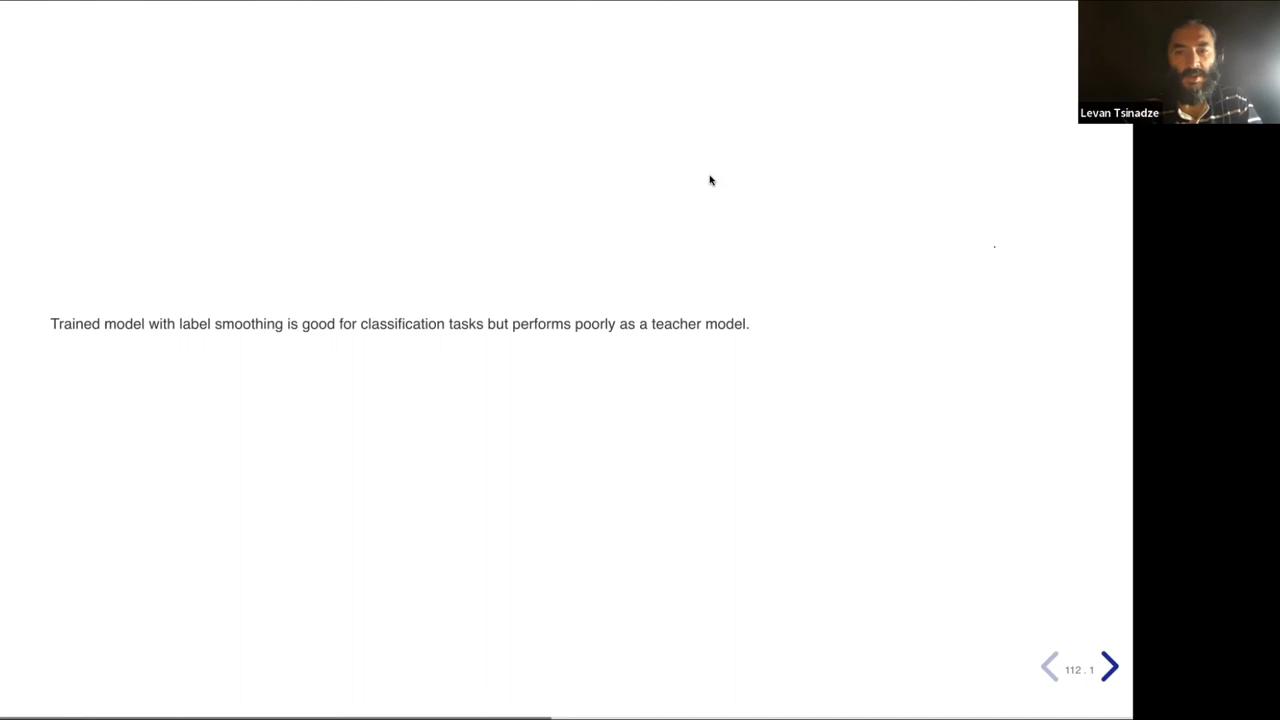 Levan Tsinadze
Trained model with label smoothing is good for classification tasks but performs poorly as a teacher model.
112 . 1